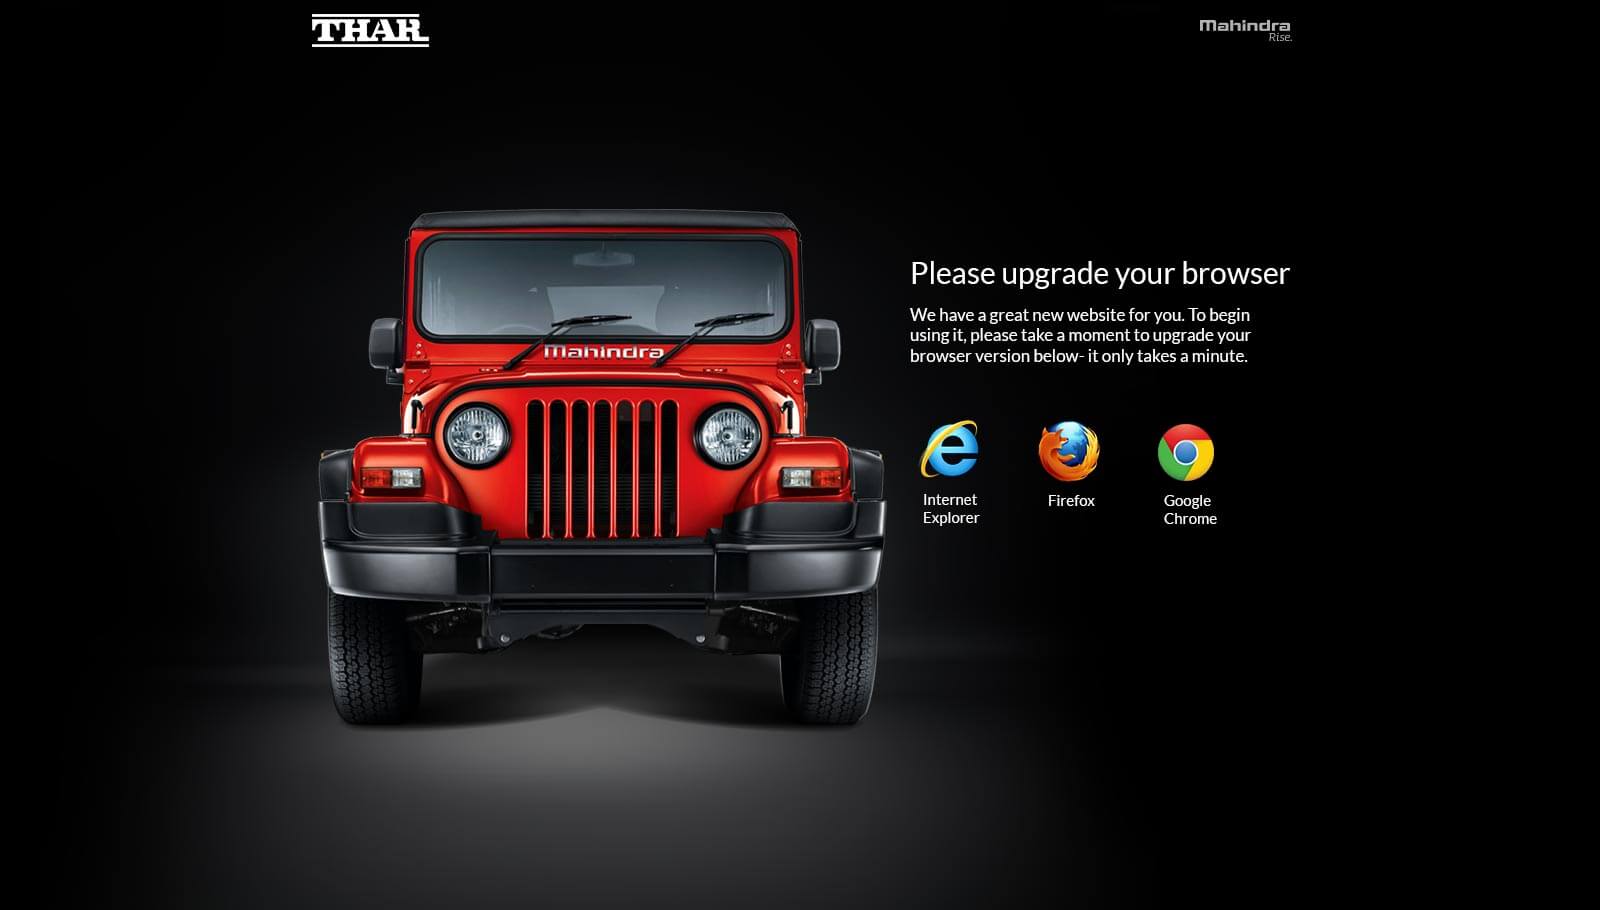 THAR
Mahindra
Rise.
Please upgrade your browser
We have a great new website for you. To begin
using it, please take a moment to upgrade your
browser version below- it only takes a minute.
Mahindra
Internet
Explorer
Firefox
Google
Chrome